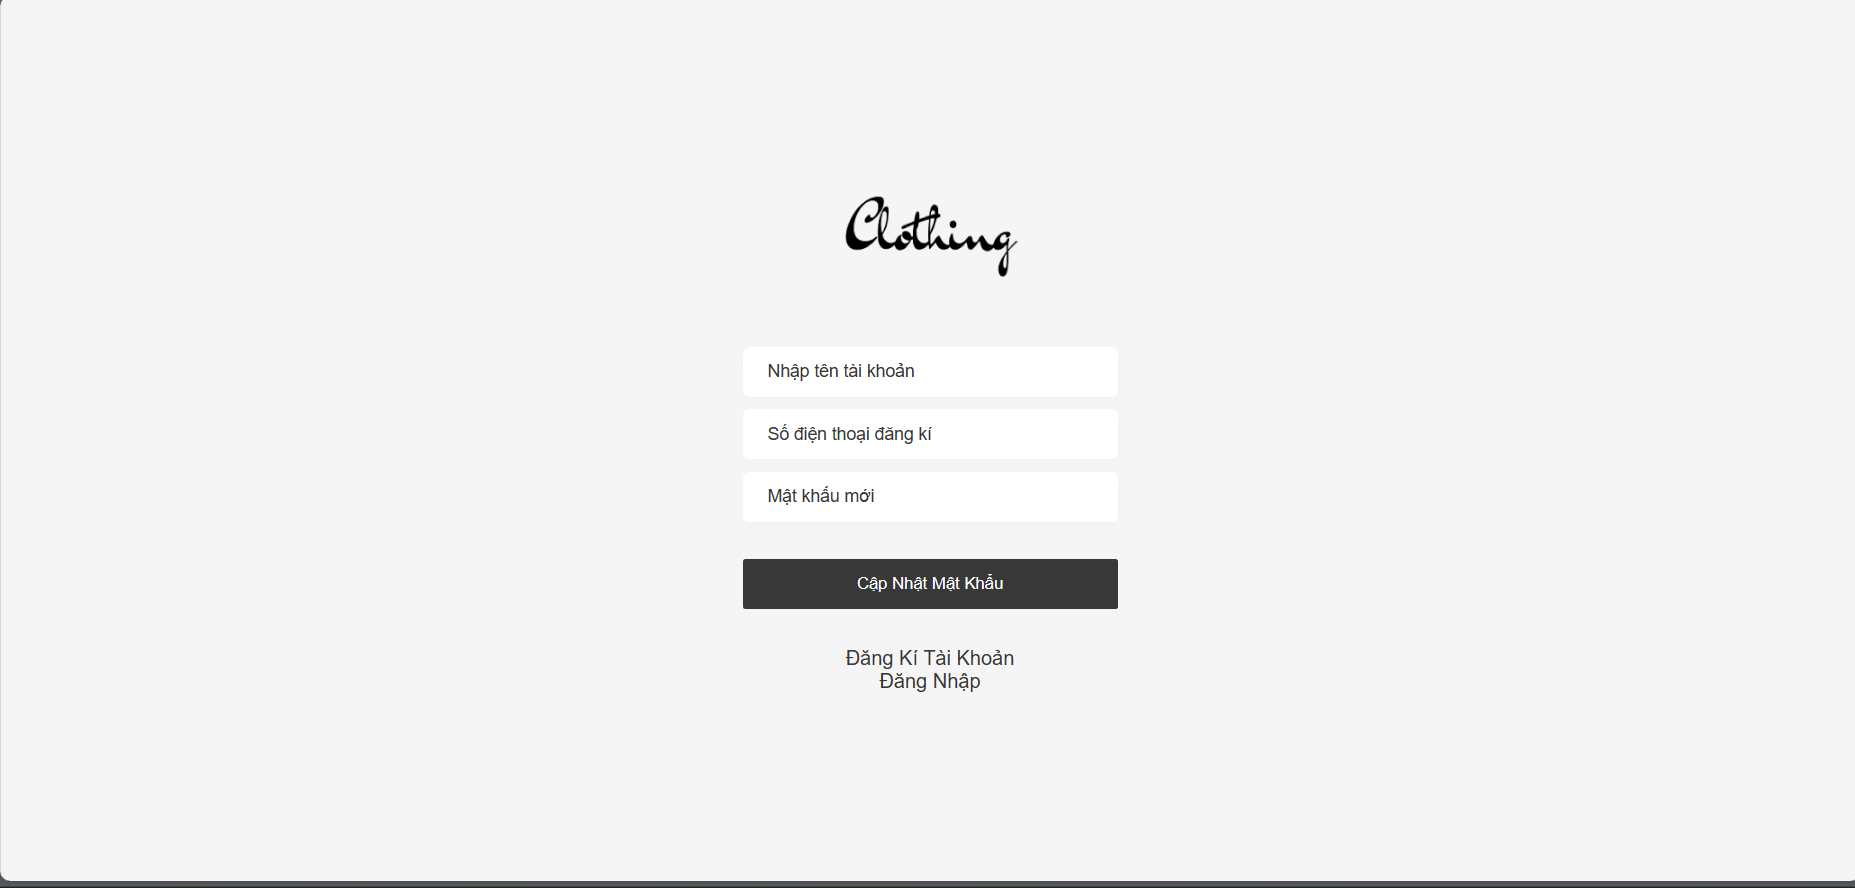 Clothing
Nhập tên tài khoản
Số điện thoại đăng kí
Mật khấu mới
Cập Nhật Mật Khẩu
Đăng Kí Tài Khoản
Đăng Nhập